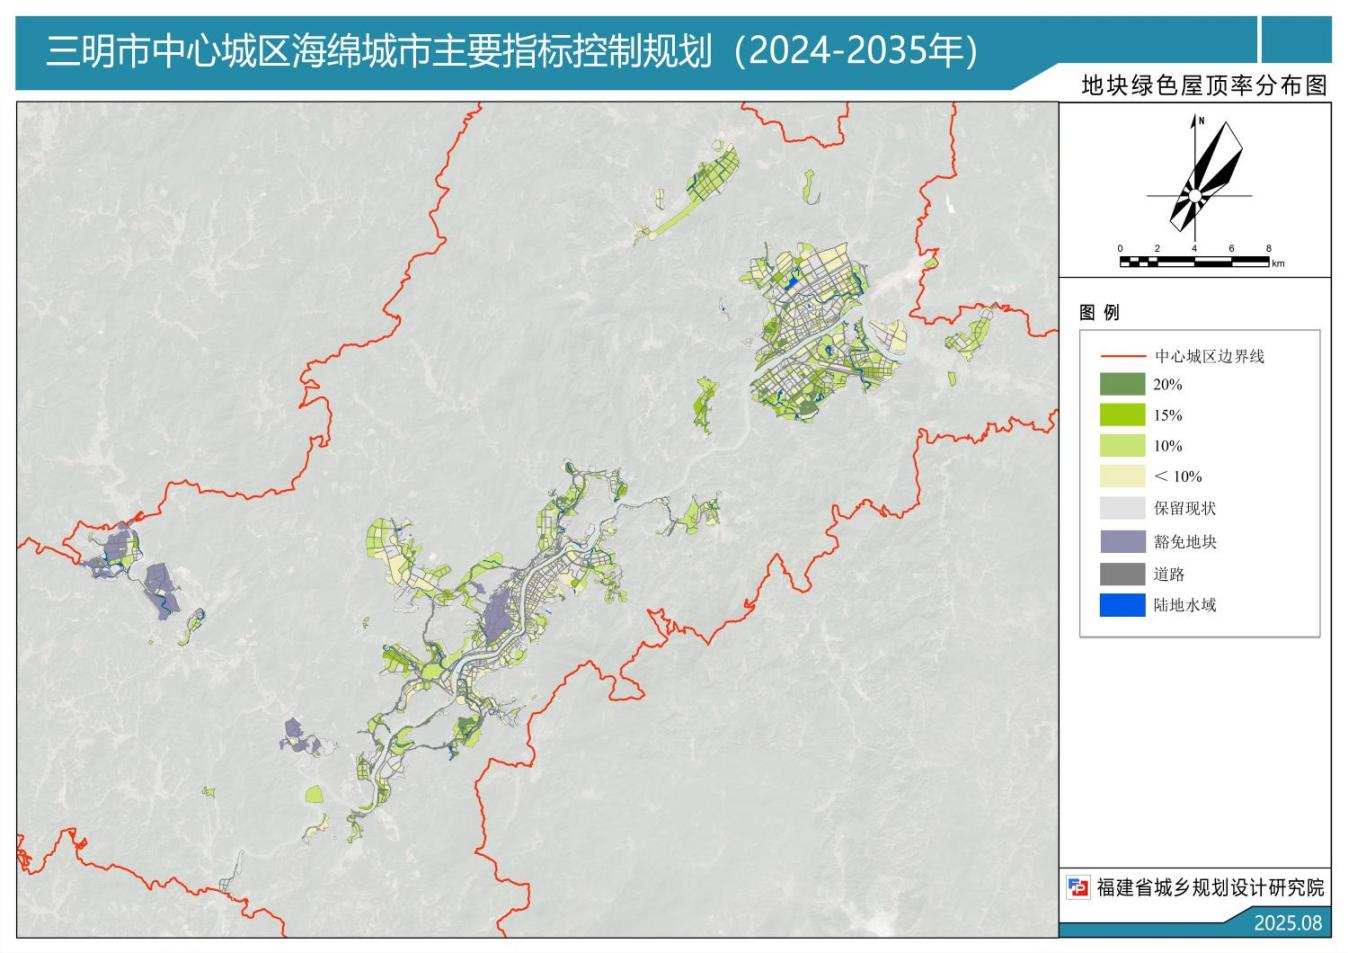 三明市中心城区海绵城市主要指标控制规划（2024-2035年）
地块绿色屋顶率分布图
N
0 2 4 6 8
km
图 例
中心城区边界线
20%
15%
10%
＜10%
保留现状
豁免地块
道路
陆地水域
福建省城乡规划设计研究院
2025.08